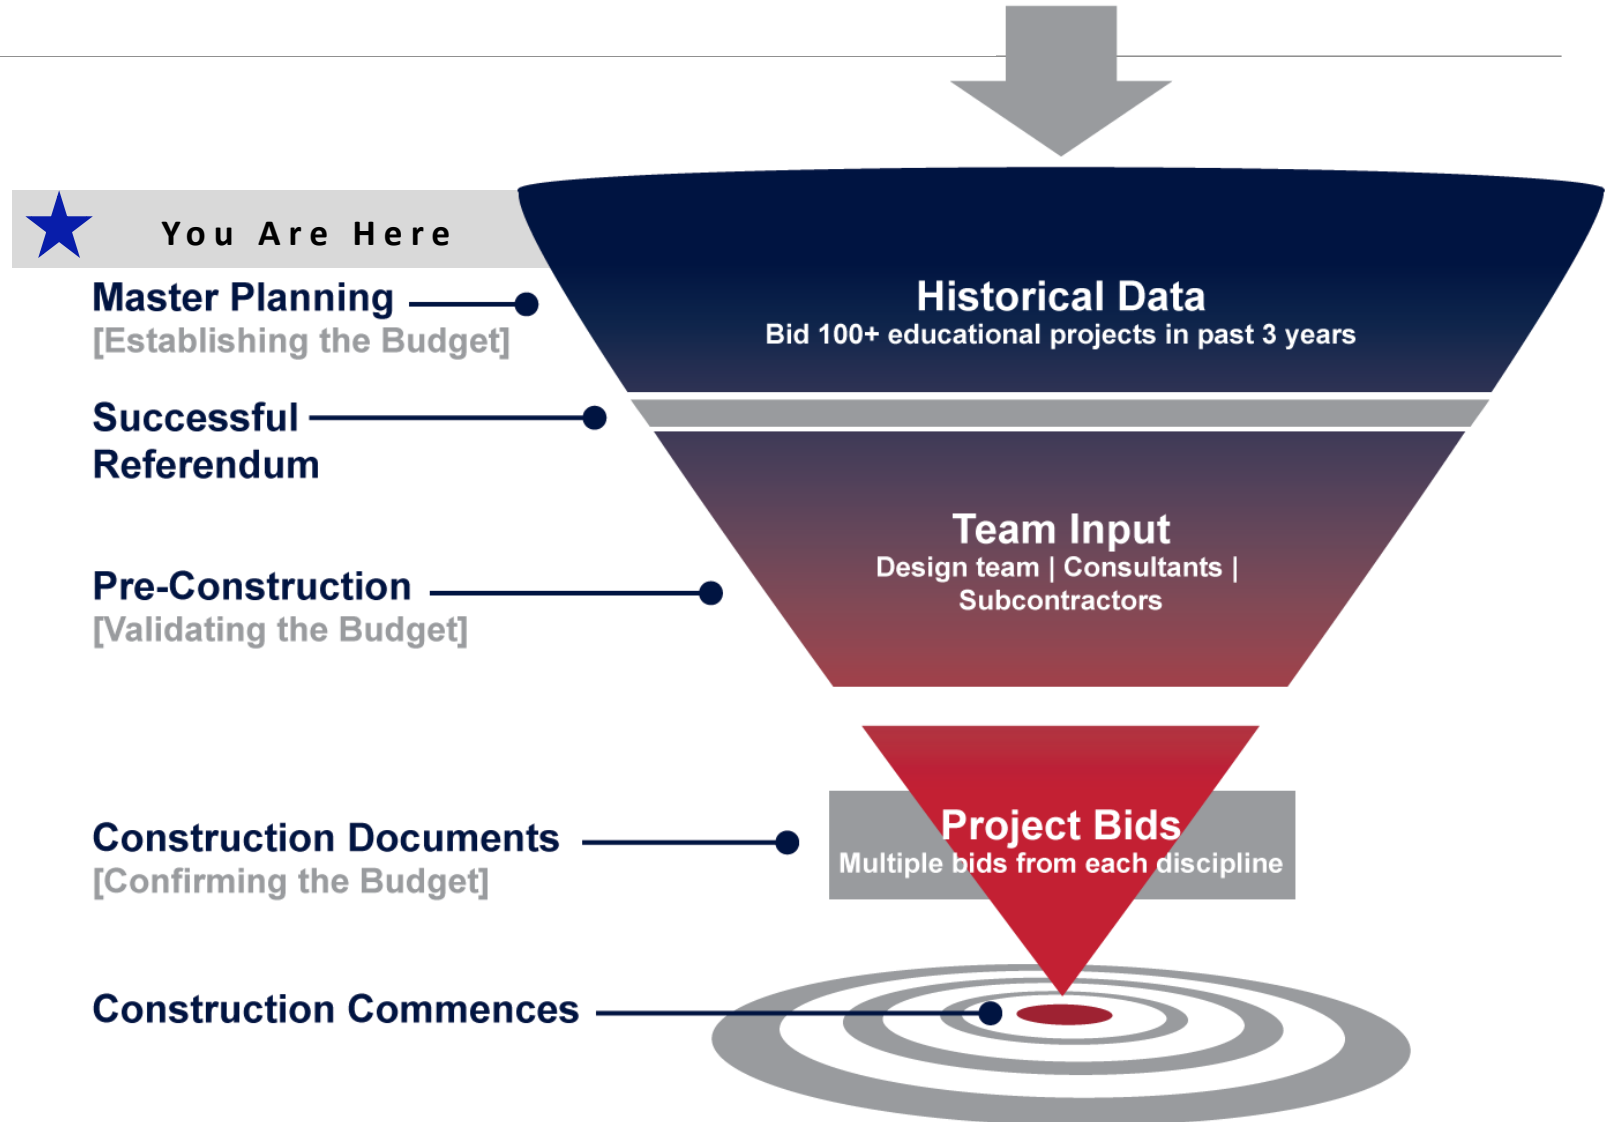 You Are Here
Master Planning
[Establishing the Budget]
Historical Data
Bid 100+ educational projects in past 3 years
Successful
Referendum
Team Input
Design team | Consultants |
Subcontractors
Pre-Construction
[Validating the Budget]
Project Bids
Multiple bids from each discipline
Construction Documents
[Confirming the Budget]
Construction Commences